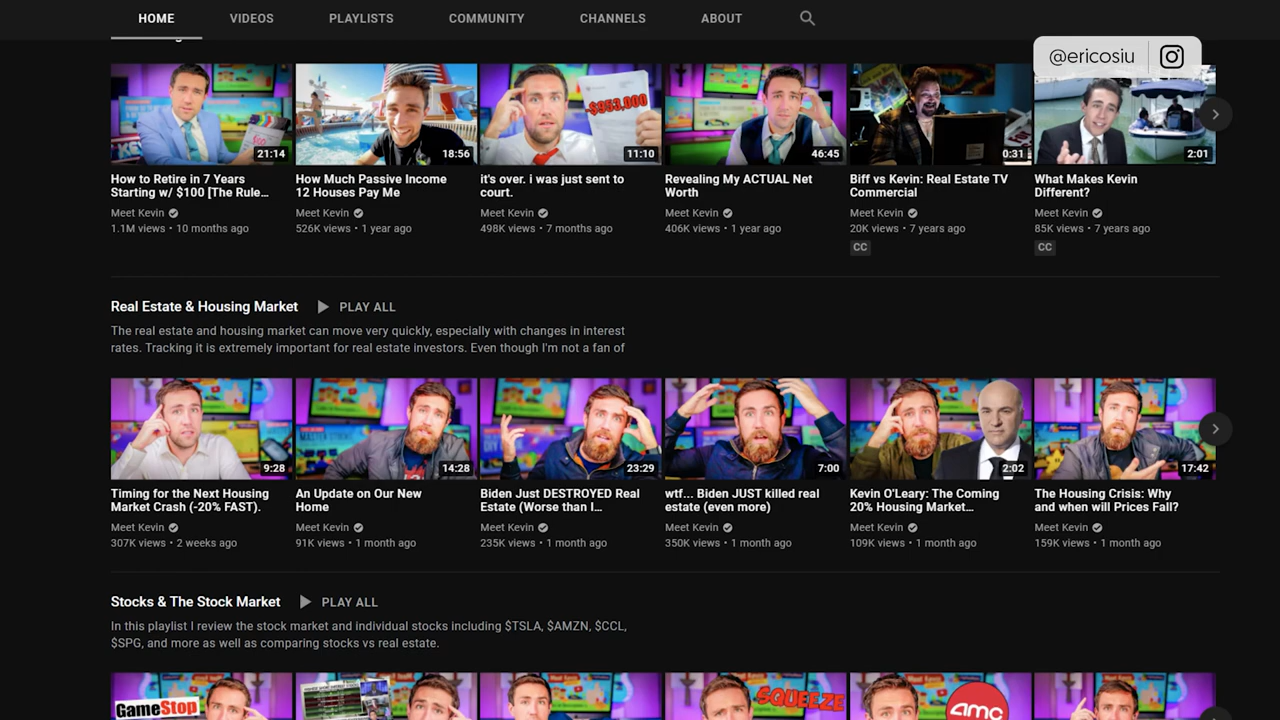 HOME VIDEOS PLAYLISTS COMMUNITY CHANNELS ABOUT
@ericosiu
-$953,000
21:14 18:56 11:10 46:45 0:31 2:01
How to Retire in 7 Years
Starting w/ $100 [The Rule...
Meet Kevin
1.1M views • 10 months ago
How Much Passive Income
12 Houses Pay Me
Meet Kevin
526K views • 1 year ago
it's over. i was just sent to
court.
Meet Kevin
498K views • 7 months ago
Revealing My ACTUAL Net
Worth
Meet Kevin
406K views • 1 year ago
Biff vs Kevin: Real Estate TV
Commercial
Meet Kevin
20K views • 7 years ago
CC
What Makes Kevin
Different?
Meet Kevin
85K views • 7 years ago
CC
Real Estate & Housing Market PLAY ALL
The real estate and housing market can move very quickly, especially with changes in interest
rates. Tracking it is extremely important for real estate investors. Even though I'm not a fan of
9:28 14:28 23:29 7:00 2:02 17:42
Timing for the Next Housing
Market Crash (-20% FAST).
Meet Kevin
307K views • 2 weeks ago
An Update on Our New
Home
Meet Kevin
91K views • 1 month ago
Biden Just DESTROYED Real
Estate (Worse than I...
Meet Kevin
235K views • 1 month ago
wtf... Biden JUST killed real
estate (even more)
Meet Kevin
350K views • 1 month ago
Kevin O'Leary: The Coming
20% Housing Market...
Meet Kevin
109K views • 1 month ago
The Housing Crisis: Why
and when will Prices Fall?
Meet Kevin
159K views • 1 month ago
Stocks & The Stock Market PLAY ALL
In this playlist I review the stock market and individual stocks including $TSLA, $AMZN, $CCL,
$SPG, and more as well as comparing stocks vs real estate.
GameStop
SQUEEZE
amc